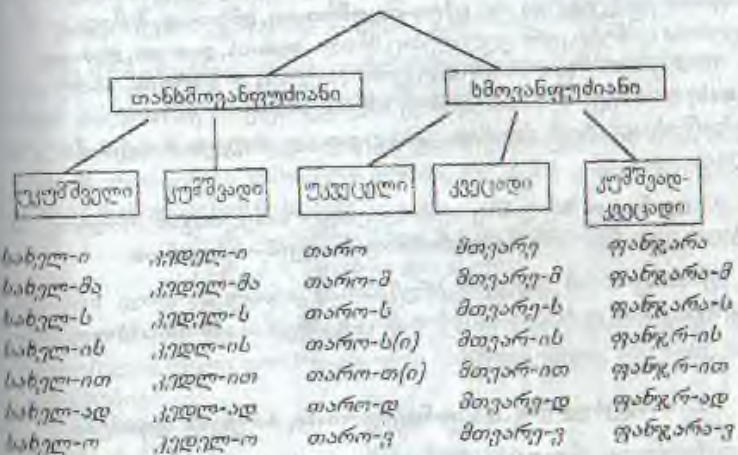 თანხმოვანფუძიანი ხმოვანფუძიანი
უკუმშველი კუმშვადი უკვეცელი კვეცადი კუმშვად-
კვეცადი
სახელ-ი კედელ-ი თარო მთვარე ფანჯარა
სახელ-მა კედელ-მა თარო-მ მთვარე-მ ფანჯარა-მ
სახელ-ს კედელ-ს თარო-ს მთვარე-ს ფანჯარა-ს
სახელ-ის კედლ-ის თარო-ს(ი) მთვარ-ის ფანჯრ-ის
სახელ-ით კედლ-ით თარო-თ(ი) მთვარ-ით ფანჯრ-ით
სახელ-ად კედლ-ად თარო-დ მთვარე-დ ფანჯრ-ად
სახელ-ო კედელ-ო თარო-ვ მთვარე-ვ ფანჯარა-ვ